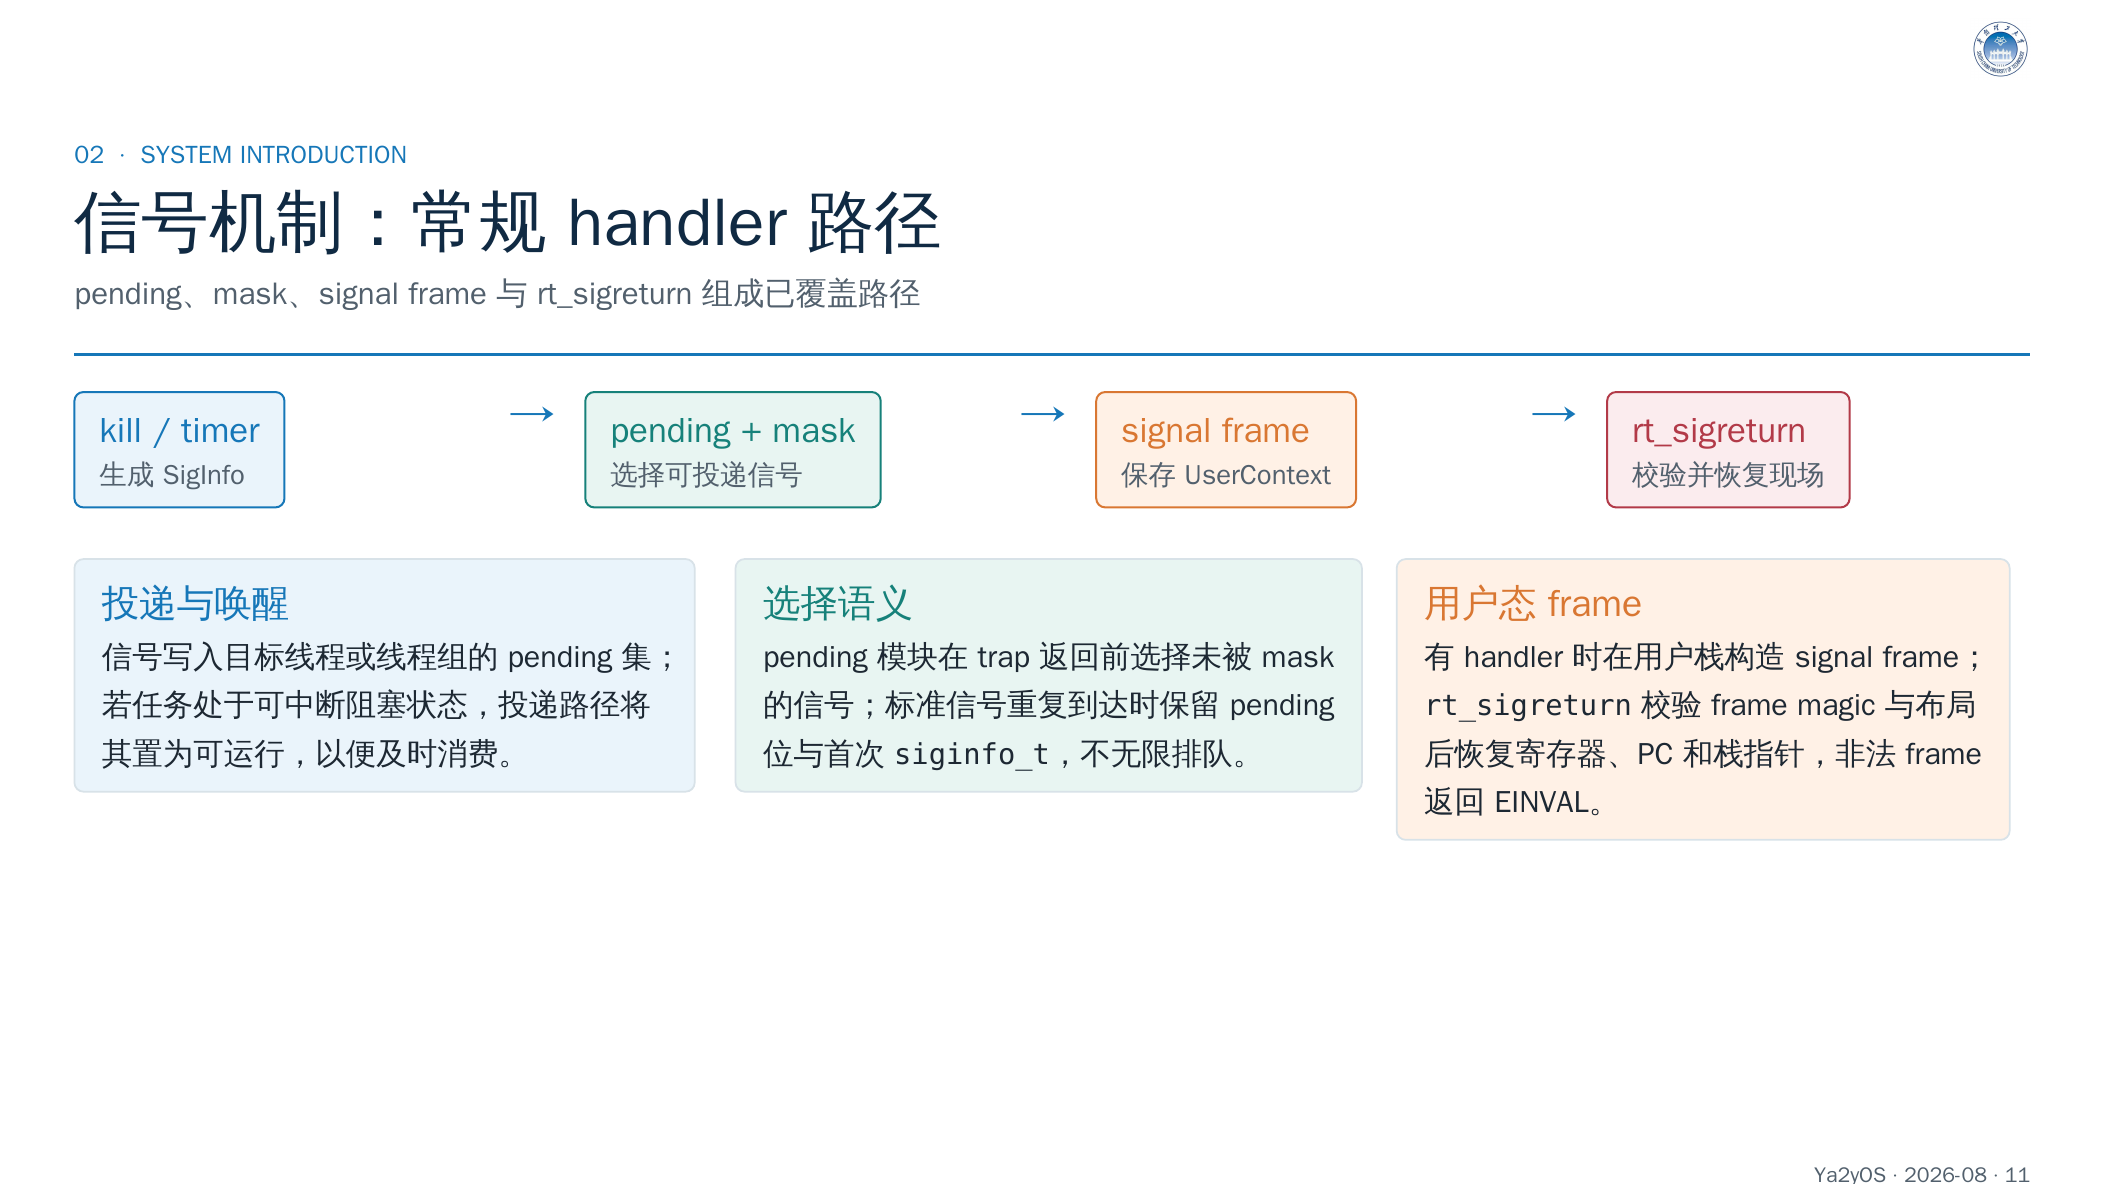 02 · SYSTEM INTRODUCTION
信号机制：常规 handler 路径
pending、mask、signal frame 与 rt_sigreturn 组成已覆盖路径
kill / timer
生成 SigInfo
→
pending + mask
选择可投递信号
→
signal frame
保存 UserContext
→
rt_sigreturn
校验并恢复现场
投递与唤醒
信号写入目标线程或线程组的 pending 集；
若任务处于可中断阻塞状态，投递路径将
其置为可运行，以便及时消费。
选择语义
pending 模块在 trap 返回前选择未被 mask
的信号；标准信号重复到达时保留 pending
位与首次 siginfo_t，不无限排队。
用户态 frame
有 handler 时在用户栈构造 signal frame；
rt_sigreturn 校验 frame magic 与布局
后恢复寄存器、PC 和栈指针，非法 frame
返回 EINVAL。
Ya2yOS · 2026-08 · 11